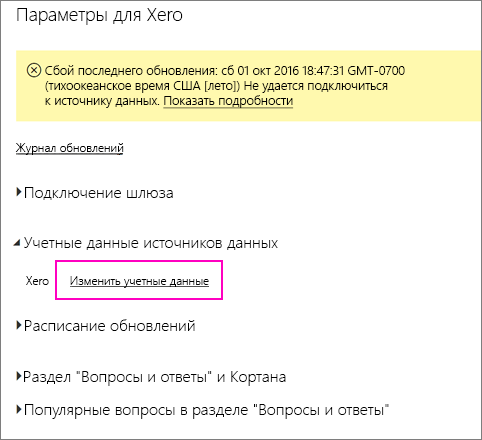 Параметры для Xero
Сбой последнего обновления: сб 01 окт 2016 18:47:31 GMT-0700
(тихоокеанское время США [лето]) Не удается подключиться
к источнику данных. Показать подробности
Журнал обновлений
Подключение шлюза
Учетные данные источников данных
Xero Изменить учетные данные
Расписание обновлений
Раздел "Вопросы и ответы" и Кортана
Популярные вопросы в разделе "Вопросы и ответы"